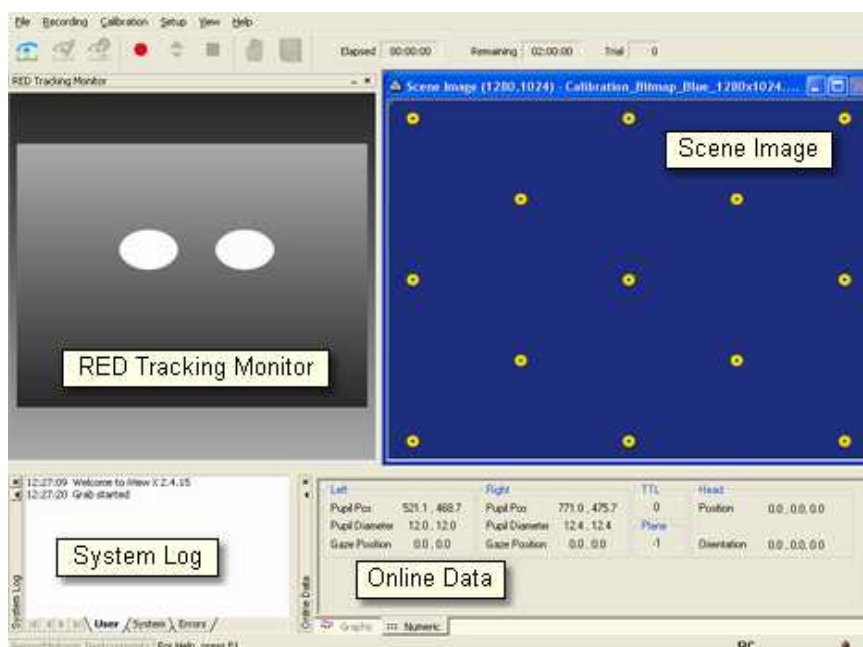 File Recording Calibration Setup View Help
Elapsed 00:00:00 Remaining 02:00:00 Trial 0
RED Tracking Monitor
Scene Image (1280,1024) - Calibration_Bitmap_Blue_1280x1024....
Scene Image
RED Tracking Monitor
12:27:09 Welcome to iView X 2.4.15
12:27:20 Grab started
System Log
System Log
User System Errors
Online Data
Left Right TTL Head
Pupil Pos 521.1 , 468.7 Pupil Pos 771.0 , 475.7 0 Position 0.0 , 0.0, 0.0
Pupil Diameter 12.0 , 12.0 Pupil Diameter 12.4 , 12.4 Plane
Gaze Position 0.0 , 0.0 Gaze Position 0.0 , 0.0 -1 Orientation 0.0 , 0.0, 0.0
Online Data
Graphs Numeric
For Help, press F1